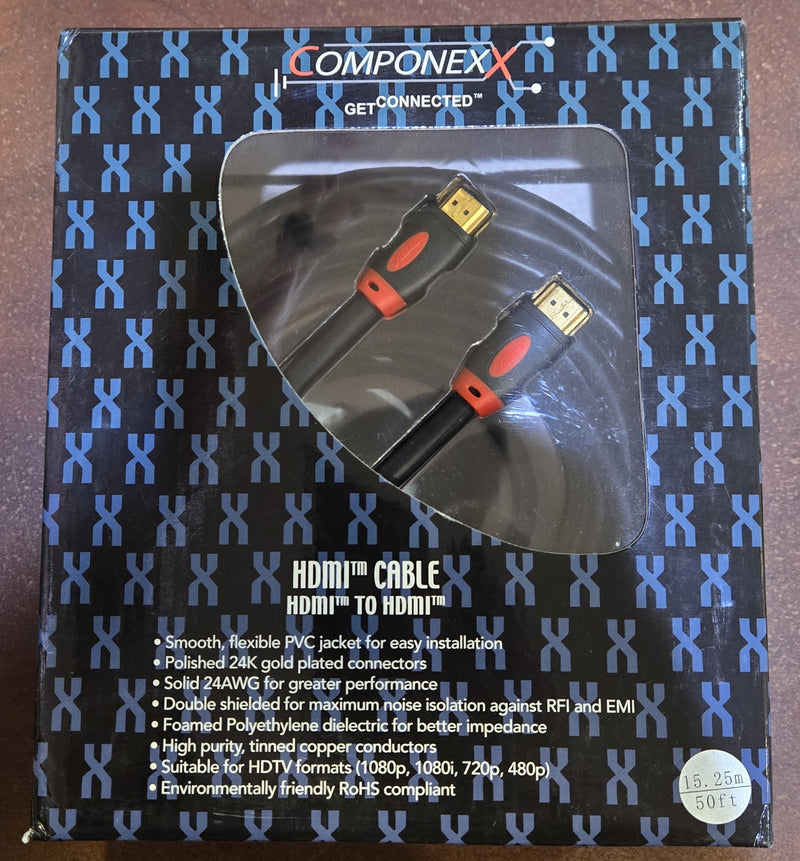 COMPONEXX
GETCONNECTED™
HDMI™ CABLE
HDMI™ TO HDMI™
• Smooth, flexible PVC jacket for easy installation
• Polished 24K gold plated connectors
• Solid 24AWG for greater performance
• Double shielded for maximum noise isolation against RFI and EMI
• Foamed Polyethylene dielectric for better impedance
• High purity, tinned copper conductors
• Suitable for HDTV formats (1080p, 1080i, 720p, 480p)
• Environmentally friendly RoHS compliant
15.25m
50ft